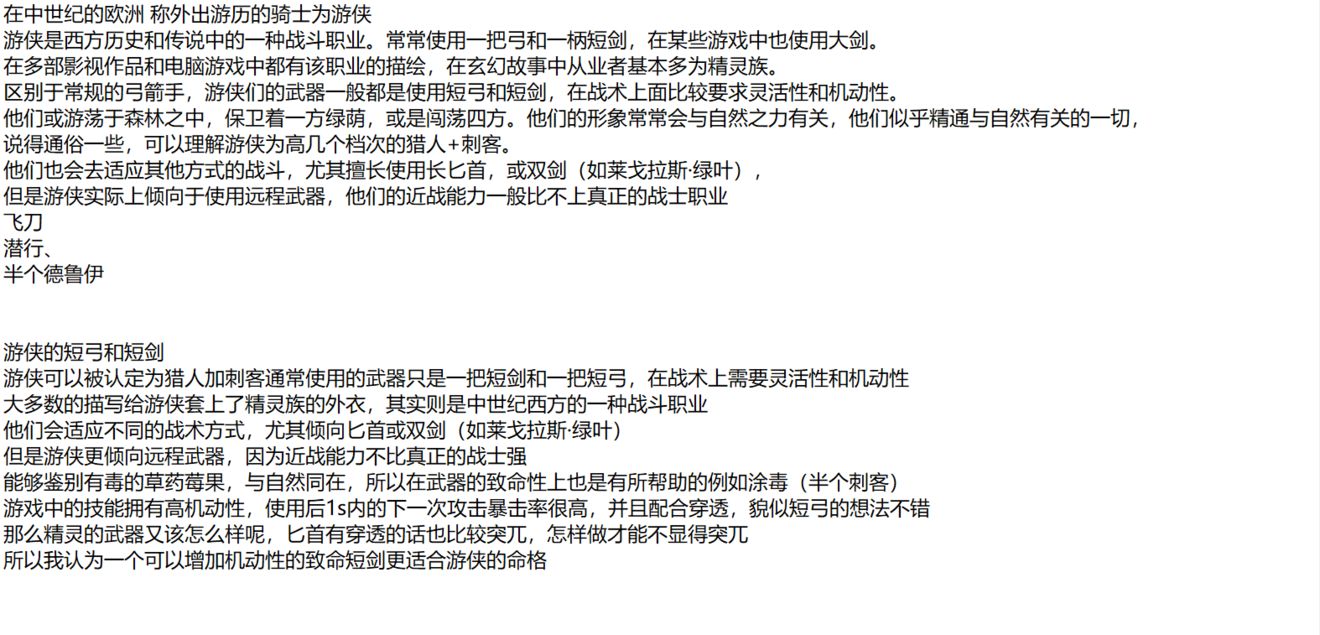 在中世纪的欧洲 称外出游历的骑士为游侠
游侠是西方历史和传说中的一种战斗职业。常常使用一把弓和一柄短剑，在某些游戏中也使用大剑。
在多部影视作品和电脑游戏中都有该职业的描绘，在玄幻故事中从业者基本多为精灵族。
区别于常规的弓箭手，游侠们的武器一般都是使用短弓和短剑，在战术上面比较要求灵活性和机动性。
他们或游荡于森林之中，保卫着一方绿荫，或是闯荡四方。他们的形象常常会与自然之力有关，他们似乎精通与自然有关的一切，
说得通俗一些，可以理解游侠为高几个档次的猎人+刺客。
他们也会去适应其他方式的战斗，尤其擅长使用长匕首，或双剑（如莱戈拉斯·绿叶），
但是游侠实际上倾向于使用远程武器，他们的近战能力一般比不上真正的战士职业
飞刀
潜行、
半个德鲁伊
游侠的短弓和短剑
游侠可以被认定为猎人加刺客通常使用的武器只是一把短剑和一把短弓，在战术上需要灵活性和机动性
大多数的描写给游侠套上了精灵族的外衣，其实则是中世纪西方的一种战斗职业
他们会适应不同的战术方式，尤其倾向匕首或双剑（如莱戈拉斯·绿叶）
但是游侠更倾向远程武器，因为近战能力不比真正的战士强
能够鉴别有毒的草药莓果，与自然同在，所以在武器的致命性上也是有所帮助的例如涂毒（半个刺客）
游戏中的技能拥有高机动性，使用后1s内的下一次攻击暴击率很高，并且配合穿透，貌似短弓的想法不错
那么精灵的武器又该怎么样呢，匕首有穿透的话也比较突兀，怎样做才能不显得突兀
所以我认为一个可以增加机动性的致命短剑更适合游侠的命格